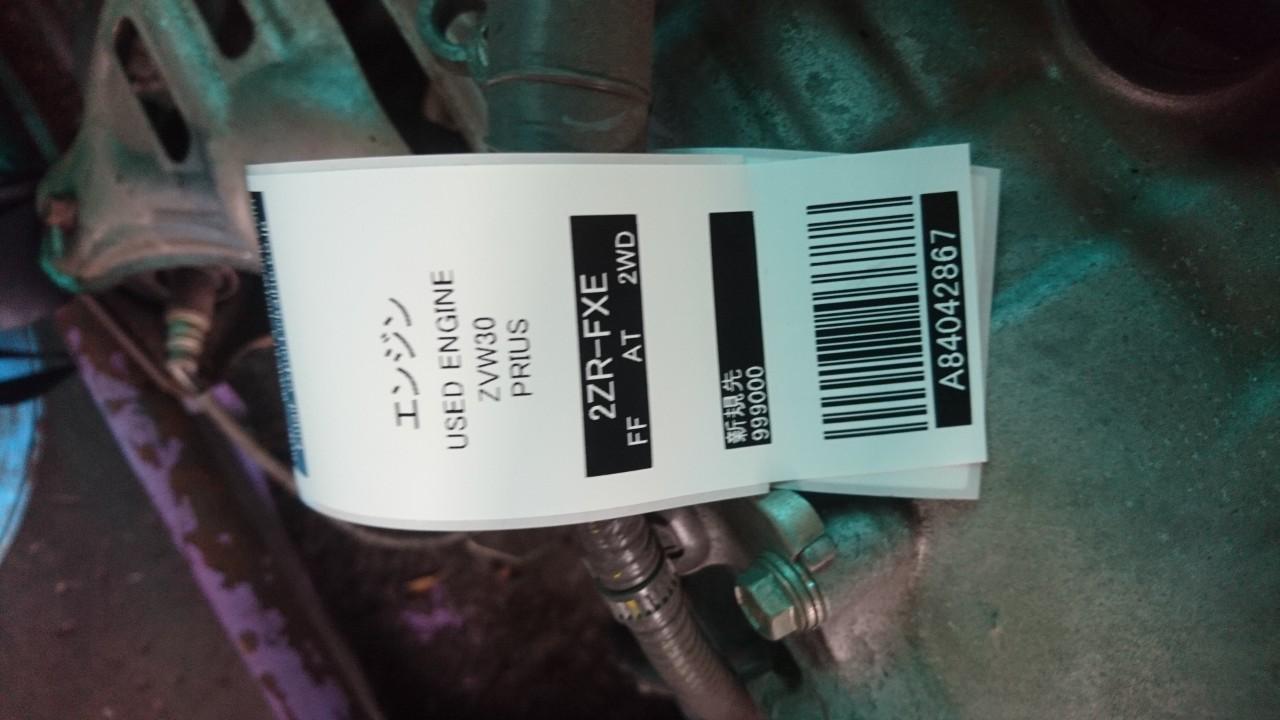 エンジン
USED ENGINE
ZVW30
PRIUS
2ZR-FXE
FF AT 2WD
新規先
999000
A84042867